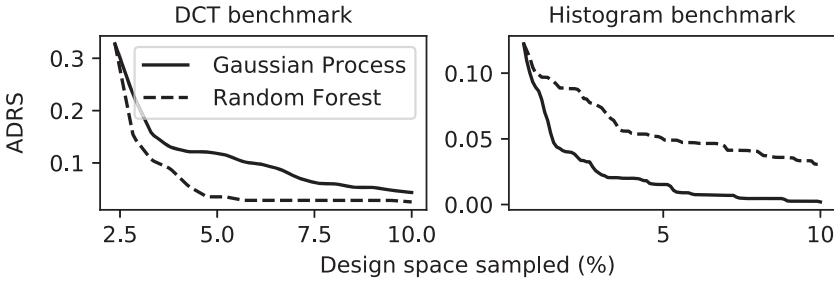 DCT benchmark
Histogram benchmark
ADRS
0.3
0.2
0.1
Gaussian Process
Random Forest
2.5 5.0 7.5 10.0
0.10
0.05
0.00
5 10
Design space sampled (%)